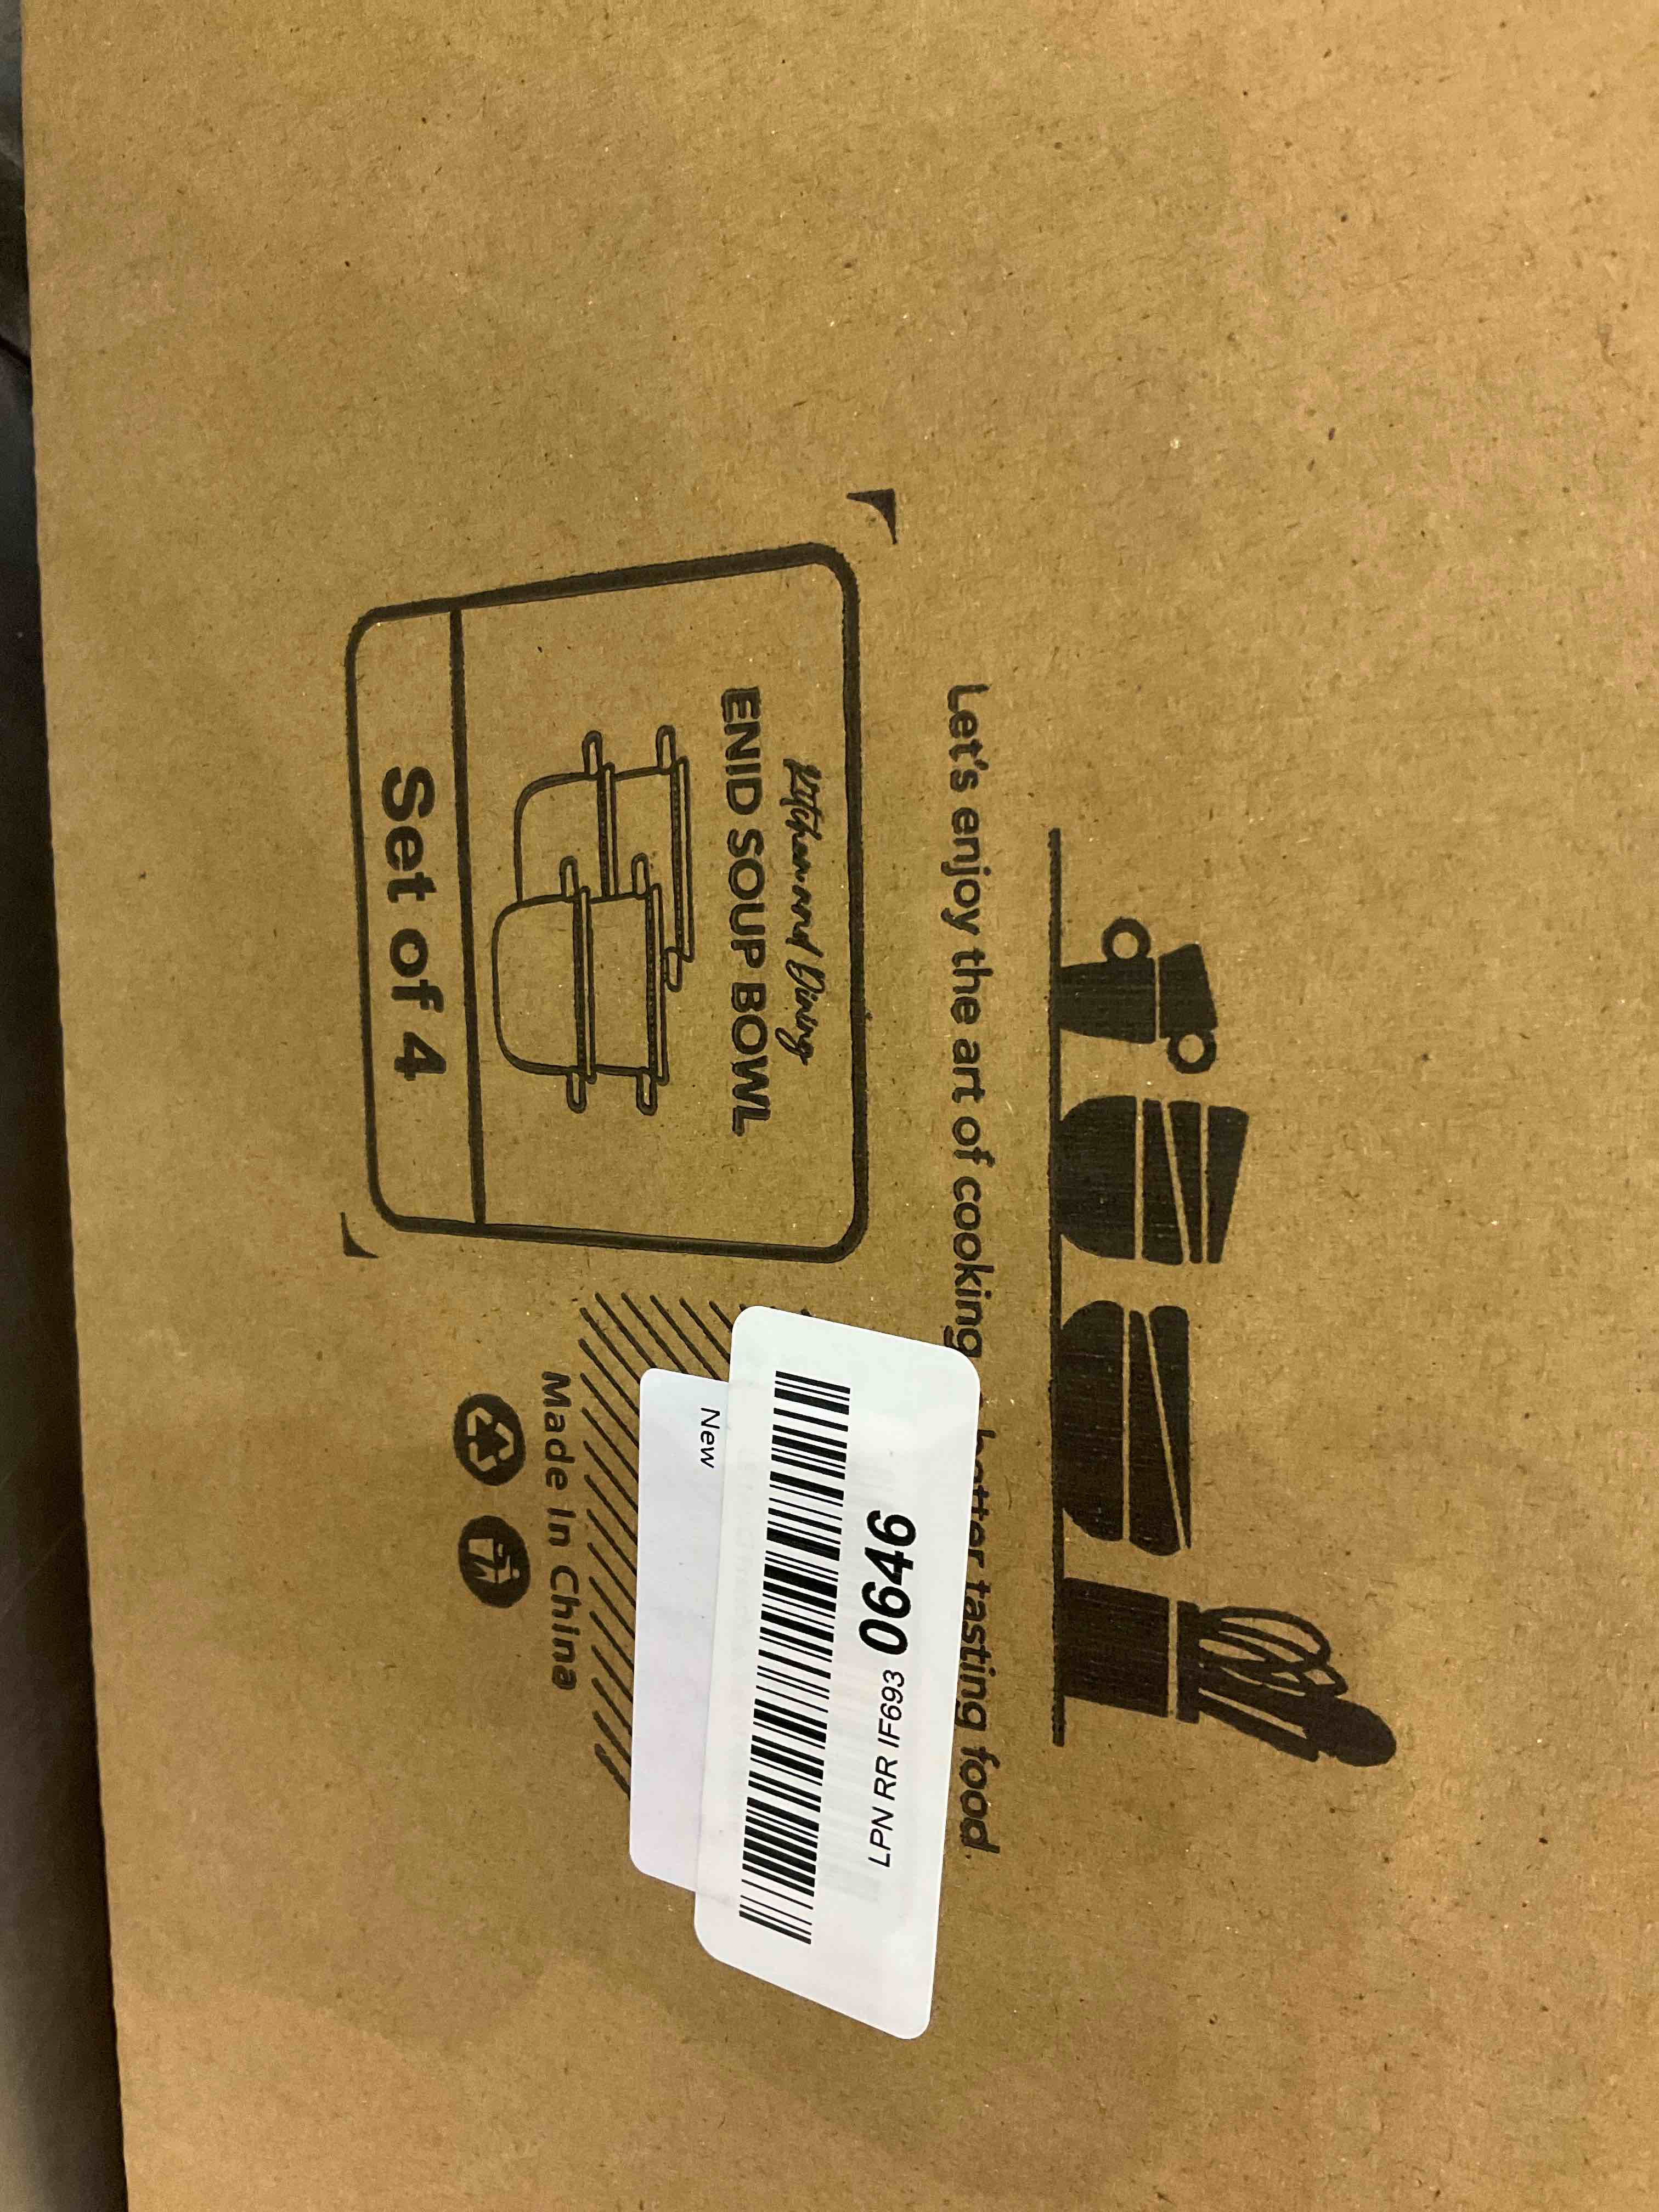 Let's enjoy the art of cooking better tasting food.
Kitchen and Dining
ENID SOUP BOWL
Set of 4
Made In China
New
LPN RR IF693 0646